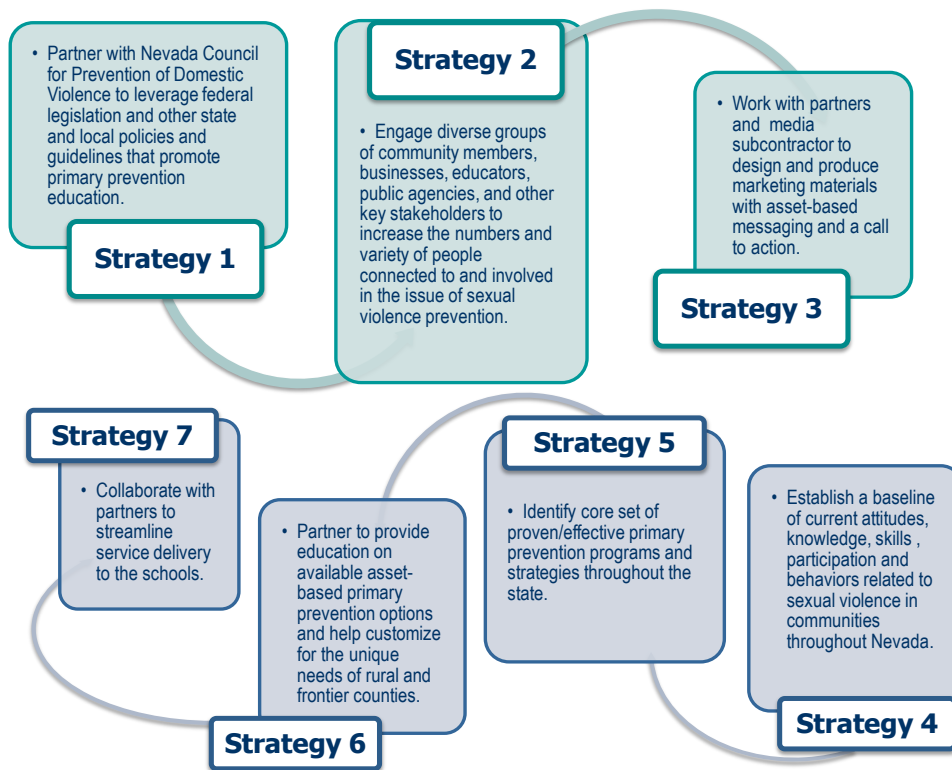 • Partner with Nevada Council
for Prevention of Domestic
Violence to leverage federal
legislation and other state
and local policies and
guidelines that promote
primary prevention
education.
Strategy 1
Strategy 2
• Engage diverse groups
of community members,
businesses, educators,
public agencies, and other
key stakeholders to
increase the numbers and
variety of people
connected to and involved
in the issue of sexual
violence prevention.
• Work with partners
and media
subcontractor to
design and produce
marketing materials
with asset-based
messaging and a call
to action.
Strategy 3
Strategy 7
• Collaborate with
partners to
streamline
service delivery
to the schools.
• Partner to provide
education on
available asset-
based primary
prevention options
and help customize
for the unique
needs of rural and
frontier counties.
Strategy 6
Strategy 5
• Identify core set of
proven/effective primary
prevention programs and
strategies throughout the
state.
• Establish a baseline
of current attitudes,
knowledge, skills ,
participation and
behaviors related to
sexual violence in
communities
throughout Nevada.
Strategy 4